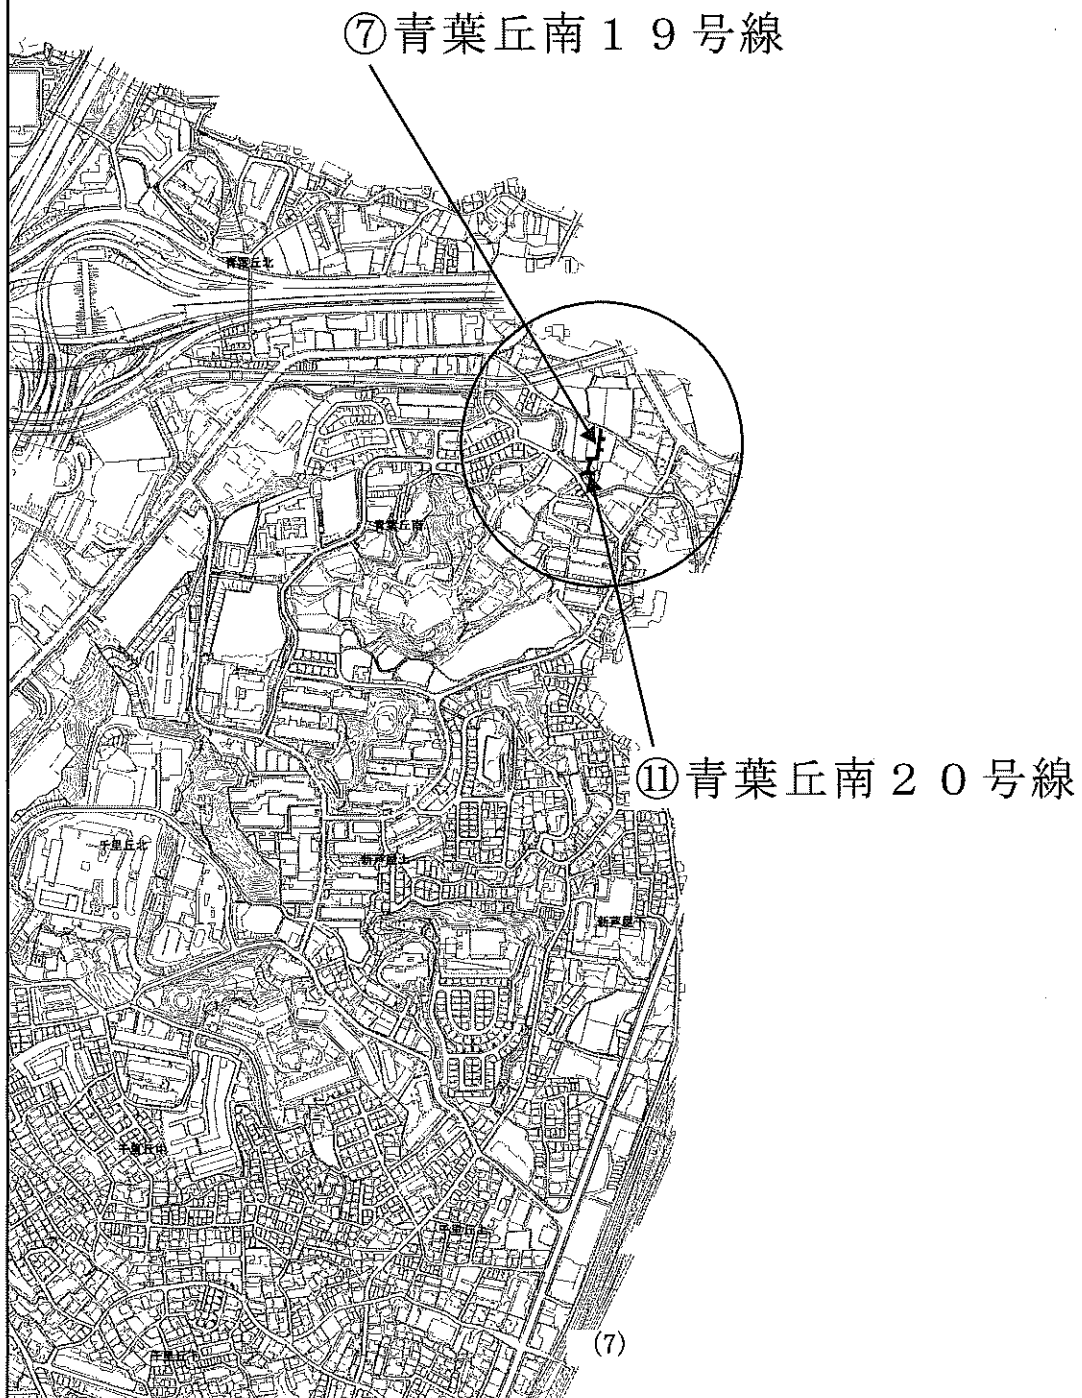 ⑦青葉丘南１９号線
青葉丘北
青葉丘南
⑪青葉丘南２０号線
千里丘北
新芦屋上
新芦屋下
千里丘中
千里丘上
千里丘下
(7)